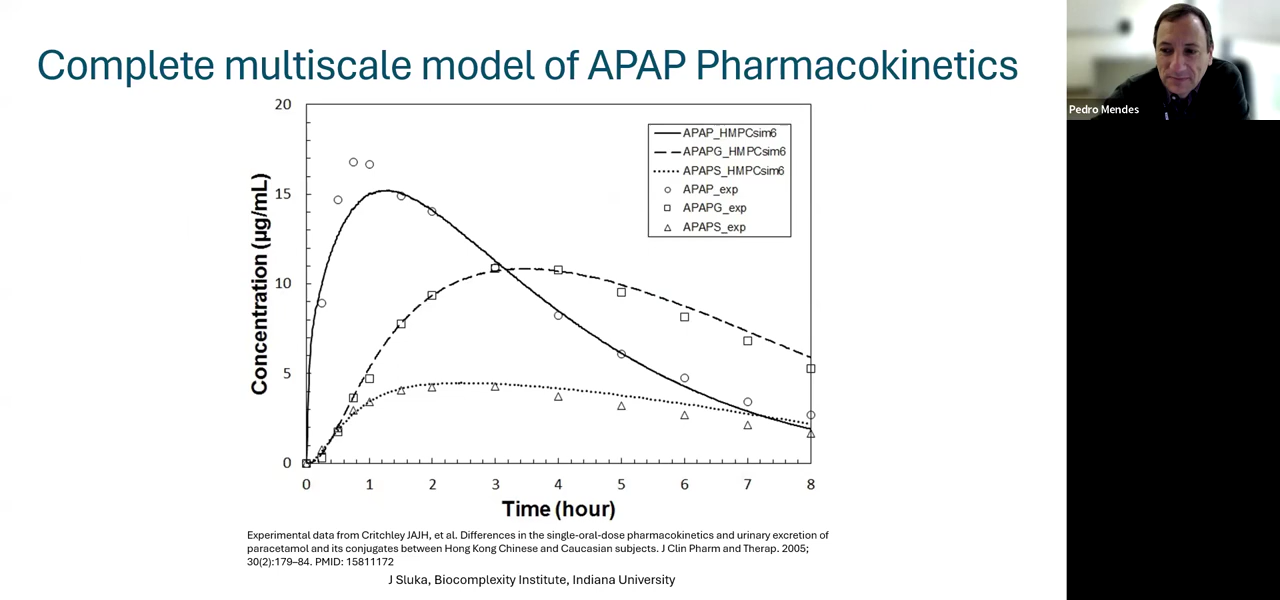 Complete multiscale model of APAP Pharmacokinetics
Pedro Mendes
20
15
10
5
0
Concentration (µg/mL)
APAP_HMPCsim6
APAPG_HMPCsim6
APAPS_HMPCsim6
APAP_exp
APAPG_exp
APAPS_exp
0 1 2 3 4 5 6 7 8
Time (hour)
Experimental data from Critchley JAJH, et al. Differences in the single-oral-dose pharmacokinetics and urinary excretion of
paracetamol and its conjugates between Hong Kong Chinese and Caucasian subjects. J Clin Pharm and Therap. 2005;
30(2):179–84. PMID: 15811172
J Sluka, Biocomplexity Institute, Indiana University